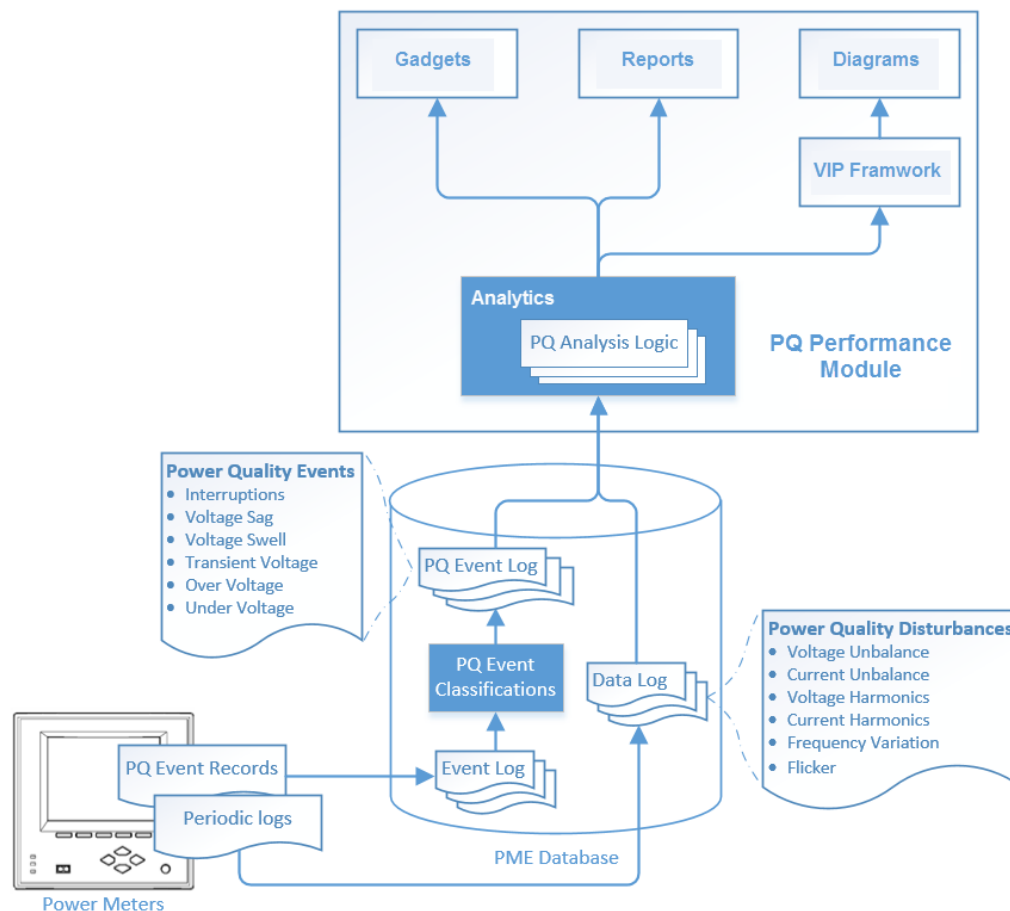 Gadgets
Reports
Diagrams
VIP Framwork
Analytics
PQ Analysis Logic
PQ Performance
Module
Power Quality Events
• Interruptions
• Voltage Sag
• Voltage Swell
• Transient Voltage
• Over Voltage
• Under Voltage
PQ Event Log
PQ Event
Classifications
Data Log
Event Log
Power Quality Disturbances
• Voltage Unbalance
• Current Unbalance
• Voltage Harmonics
• Current Harmonics
• Frequency Variation
• Flicker
PQ Event Records
Periodic logs
PME Database
Power Meters